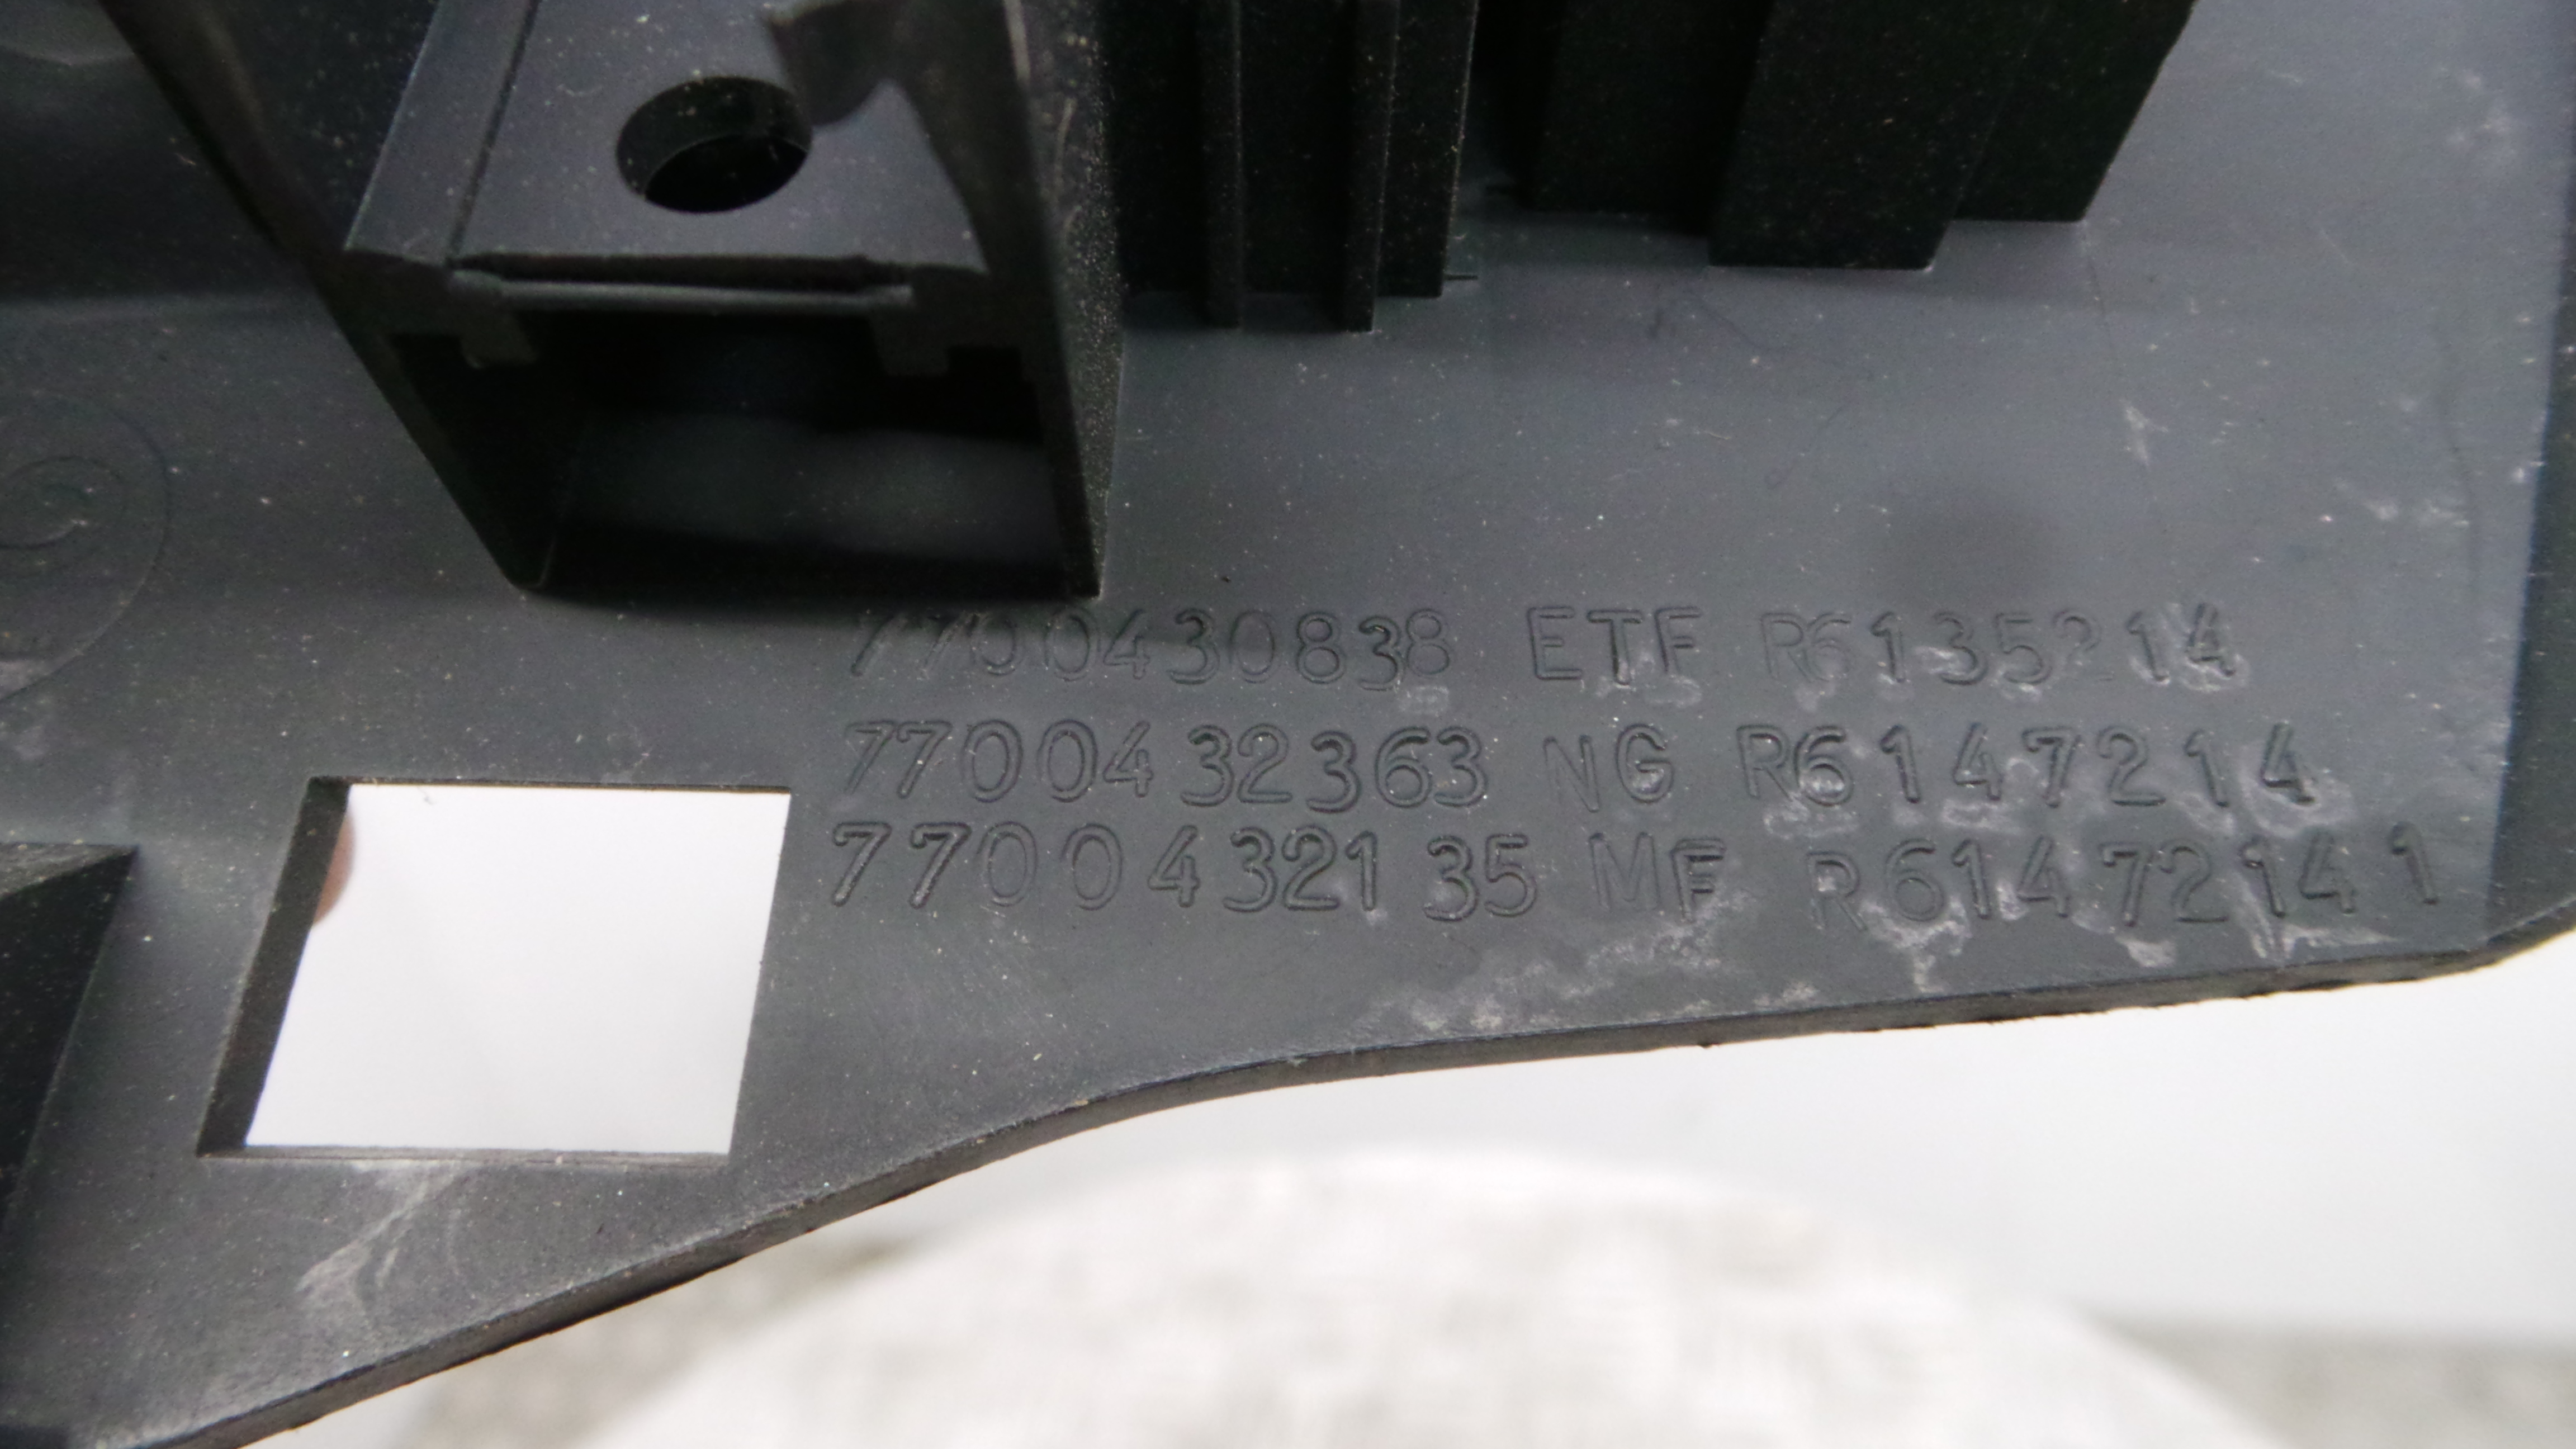 7700430838 ETF R6135214
7700432363 NG R6147214
7700432135 MF R61472141